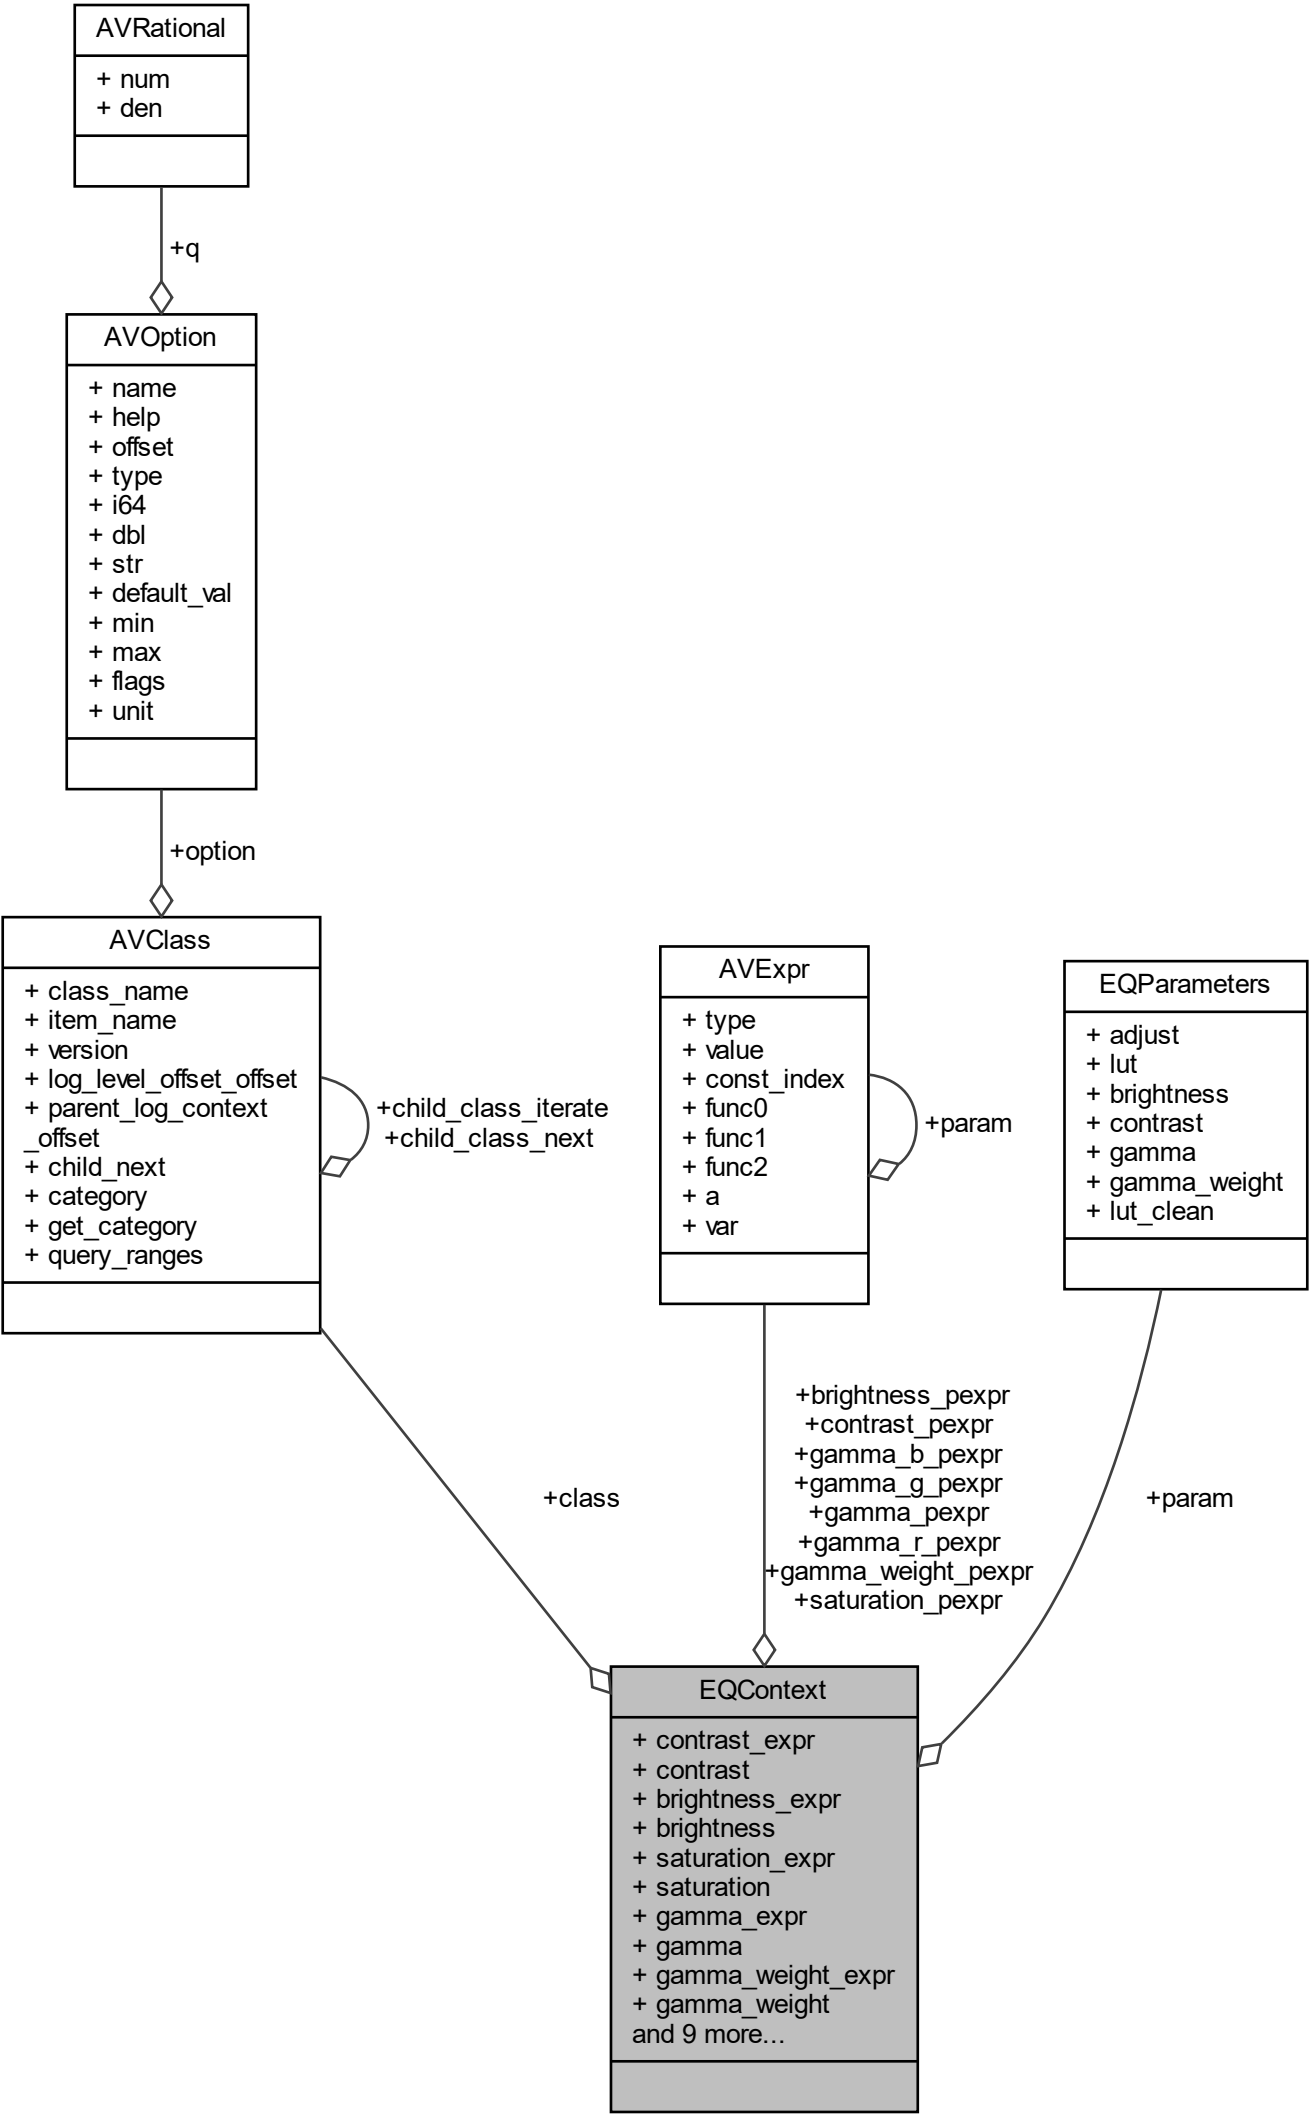 AVRational
+ num
+ den
+q
AVOption
+ name
+ help
+ offset
+ type
+ i64
+ dbl
+ str
+ default_val
+ min
+ max
+ flags
+ unit
+option
AVClass
+ class_name
+ item_name
+ version
+ log_level_offset_offset
+ parent_log_context
_offset
+ child_next
+ category
+ get_category
+ query_ranges
+child_class_iterate
+child_class_next
AVExpr
+ type
+ value
+ const_index
+ func0
+ func1
+ func2
+ a
+ var
+param
EQParameters
+ adjust
+ lut
+ brightness
+ contrast
+ gamma
+ gamma_weight
+ lut_clean
+class
+brightness_pexpr
+contrast_pexpr
+gamma_b_pexpr
+gamma_g_pexpr
+gamma_pexpr
+gamma_r_pexpr
+gamma_weight_pexpr
+saturation_pexpr
+param
EQContext
+ contrast_expr
+ contrast
+ brightness_expr
+ brightness
+ saturation_expr
+ saturation
+ gamma_expr
+ gamma
+ gamma_weight_expr
+ gamma_weight
and 9 more...